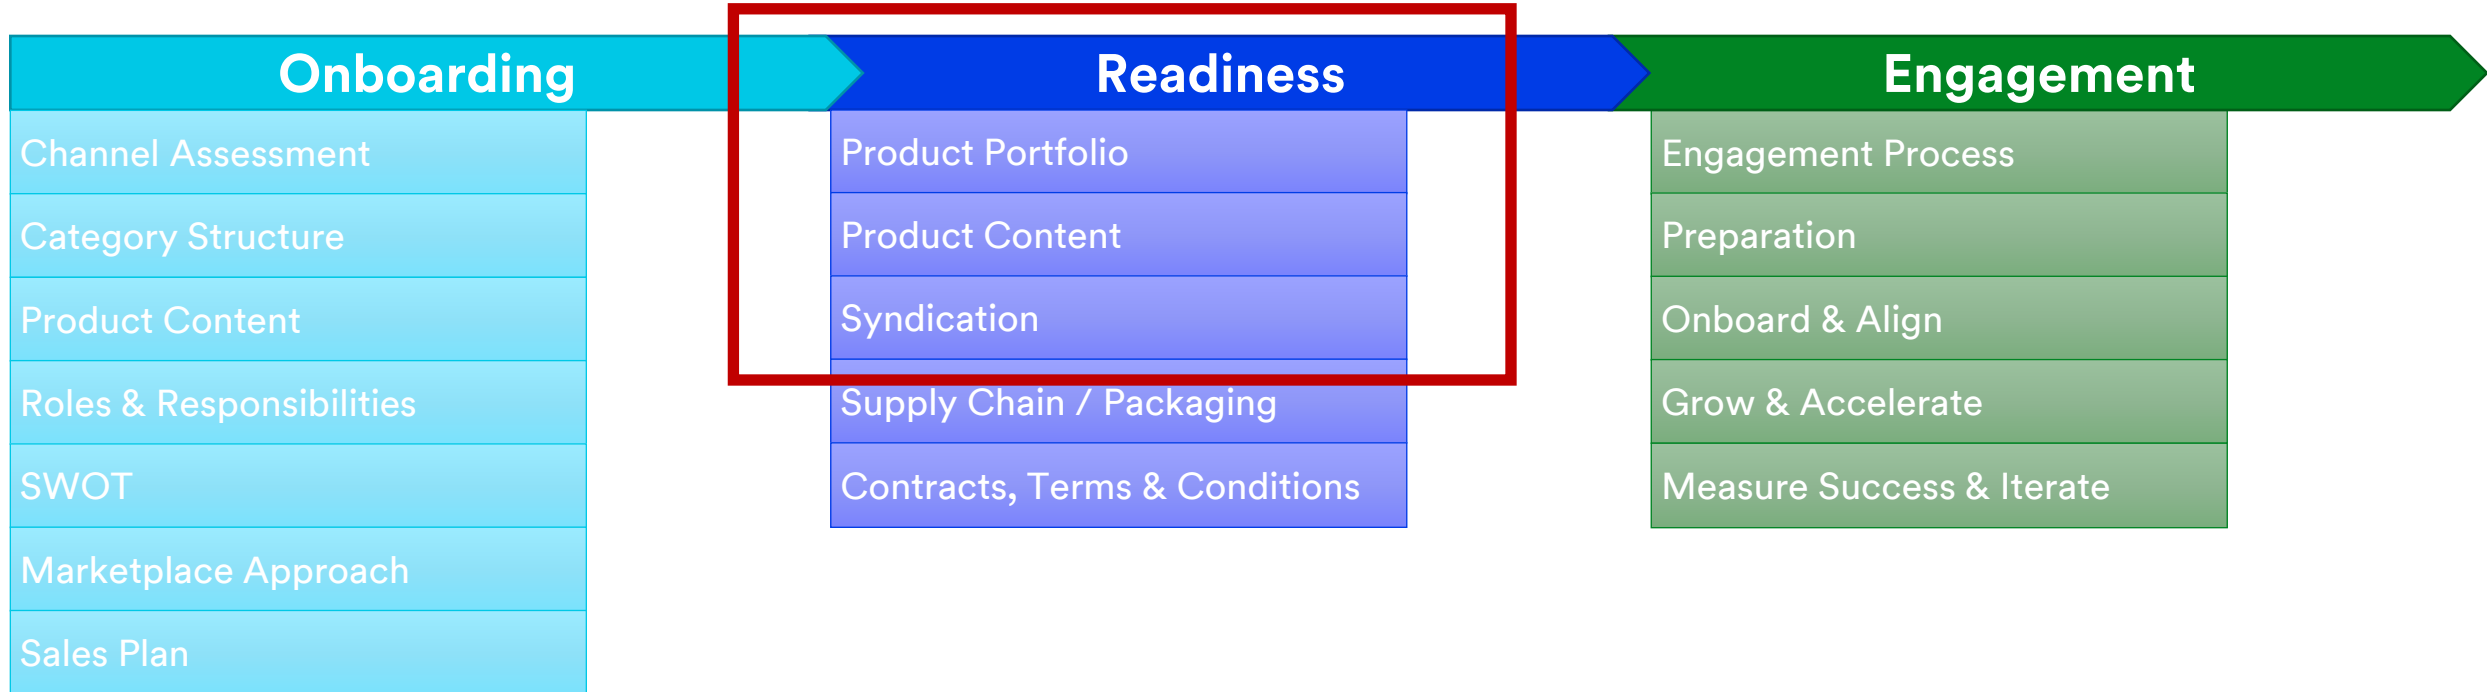 Onboarding
Channel Assessment
Category Structure
Product Content
Roles & Responsibilities
SWOT
Marketplace Approach
Sales Plan
Readiness
Product Portfolio
Product Content
Syndication
Supply Chain / Packaging
Contracts, Terms & Conditions
Engagement
Engagement Process
Preparation
Onboard & Align
Grow & Accelerate
Measure Success & Iterate